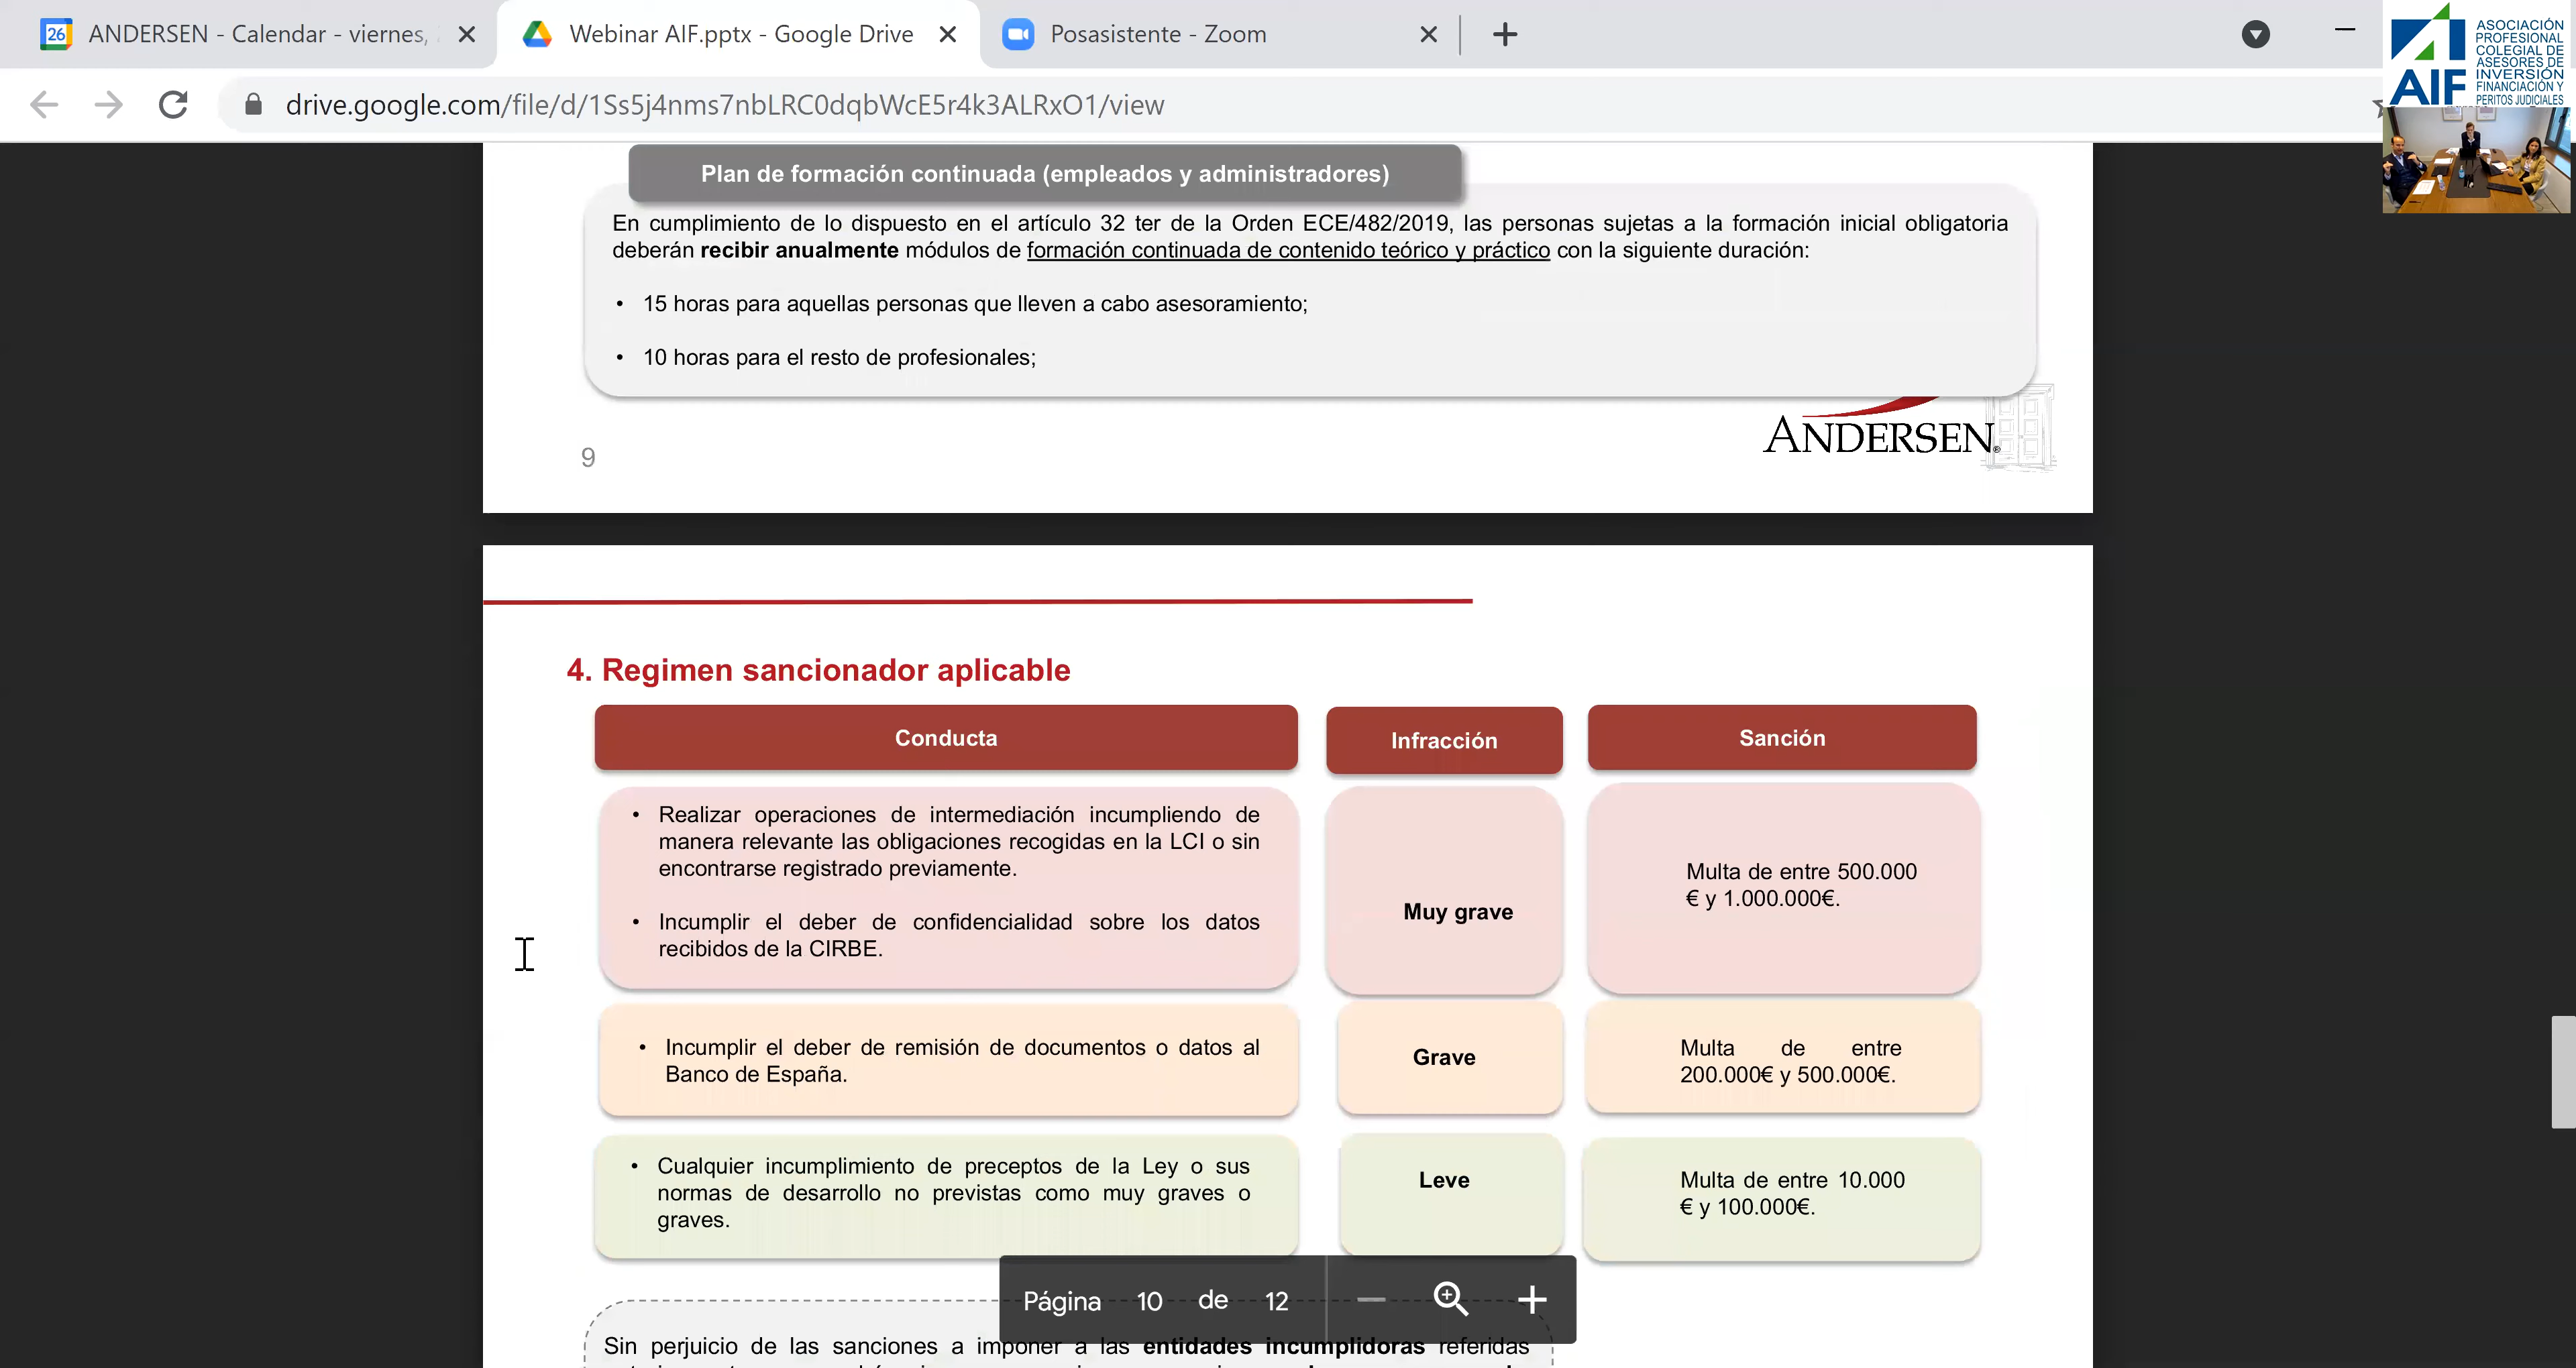 ANDERSEN - Calendar - viernes,
Webinar AIF.pptx - Google Drive
Posasistente - Zoom
26
drive.google.com/file/d/1Ss5j4nms7nbLRC0dqbWcE5r4k3ALRxO1/view
ASOCIACIÓN
PROFESIONAL
COLEGIAL DE
ASESORES DE
INVERSIÓN
FINANCIACIÓN Y
PERITOS JUDICIALES
AIF
Plan de formación continuada (empleados y administradores)
En cumplimiento de lo dispuesto en el artículo 32 ter de la Orden ECE/482/2019, las personas sujetas a la formación inicial obligatoria
deberán recibir anualmente módulos de formación continuada de contenido teórico y práctico con la siguiente duración:
• 15 horas para aquellas personas que lleven a cabo asesoramiento;
• 10 horas para el resto de profesionales;
ANDERSEN®
9
4. Regimen sancionador aplicable
Conducta
Infracción
Sanción
• Realizar operaciones de intermediación incumpliendo de
manera relevante las obligaciones recogidas en la LCI o sin
encontrarse registrado previamente.
• Incumplir el deber de confidencialidad sobre los datos
recibidos de la CIRBE.
Muy grave
Multa de entre 500.000
€ y 1.000.000€.
• Incumplir el deber de remisión de documentos o datos al
Banco de España.
Grave
Multa de entre
200.000€ y 500.000€.
• Cualquier incumplimiento de preceptos de la Ley o sus
normas de desarrollo no previstas como muy graves o
graves.
Leve
Multa de entre 10.000
€ y 100.000€.
Página 10 de 12
Sin perjuicio de las sanciones a imponer a las entidades incumplidoras referidas